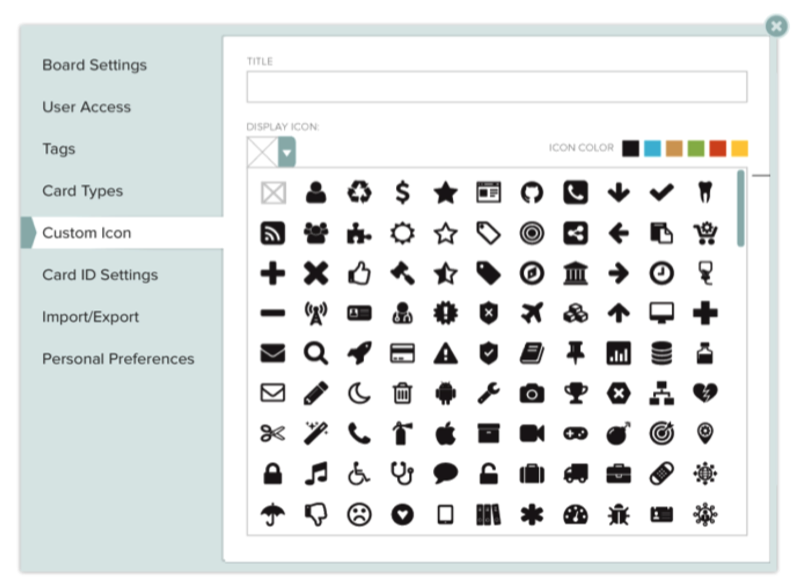 Board Settings
User Access
Tags
Card Types
Custom Icon
Card ID Settings
Import/Export
Personal Preferences
TITLE
DISPLAY ICON:
ICON COLOR